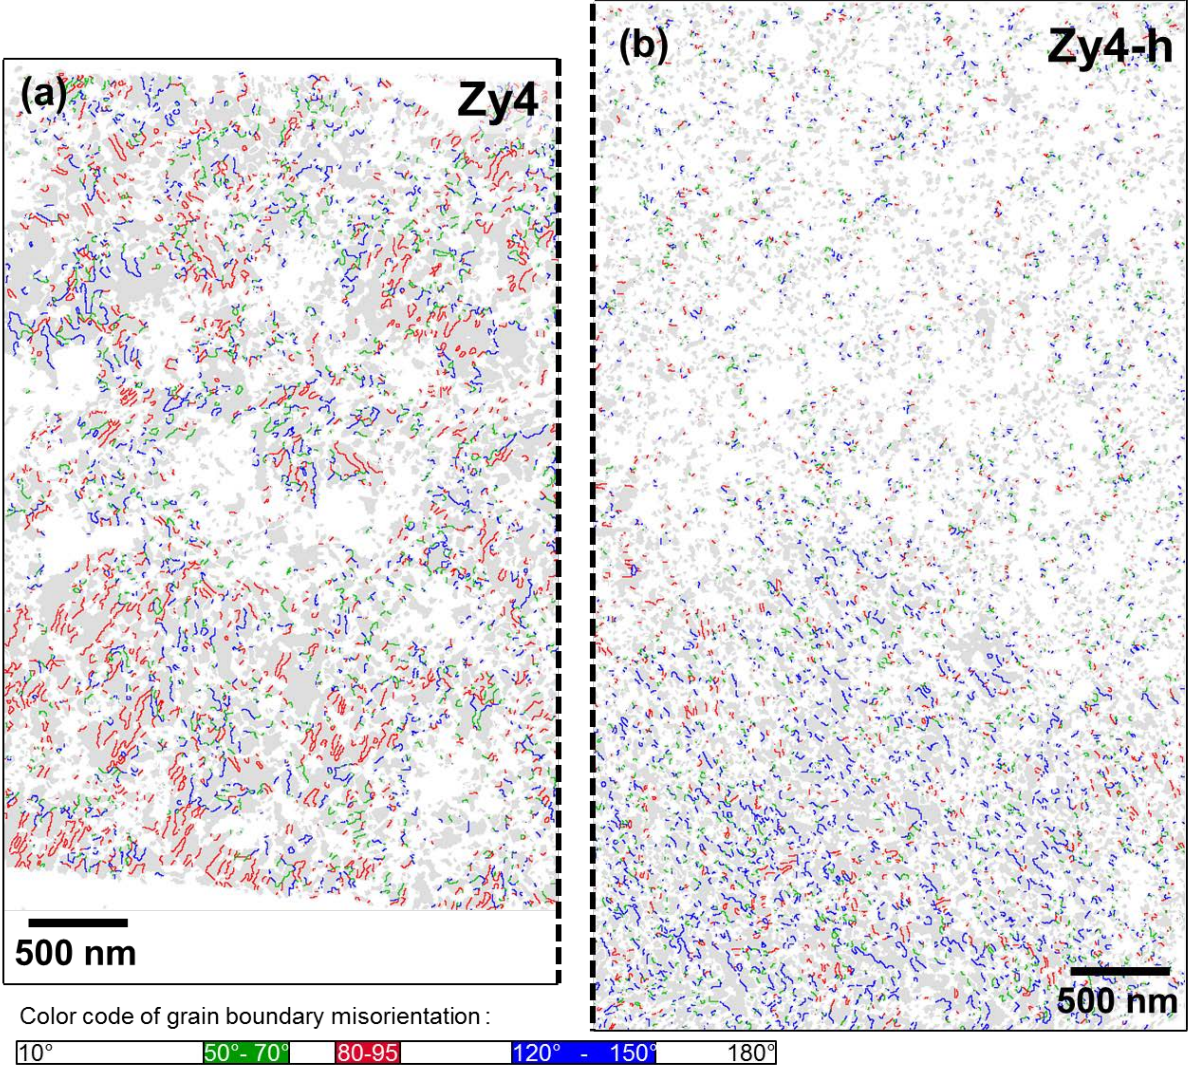 (a)
Zy4
500 nm
(b)
Zy4-h
500 nm
Color code of grain boundary misorientation :
10° 50°- 70° 80-95 120° - 150° 180°